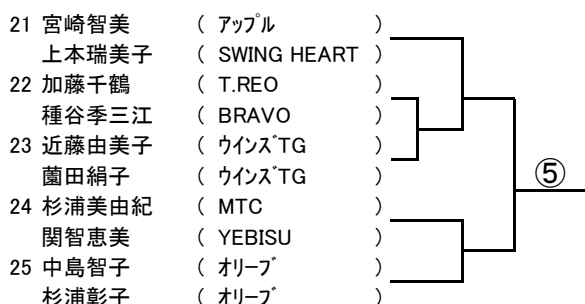 21 宮崎智美 ( アップル )
上本瑞美子 ( SWING HEART )
22 加藤千鶴 ( T.REO )
種谷季三江 ( BRAVO )
23 近藤由美子 ( ウインズTG )
薗田絹子 ( ウインズTG )
⑤
24 杉浦美由紀 ( MTC )
関智恵美 ( YEBISU )
25 中島智子 ( オリーブ )
杉浦彰子 ( オリーブ )